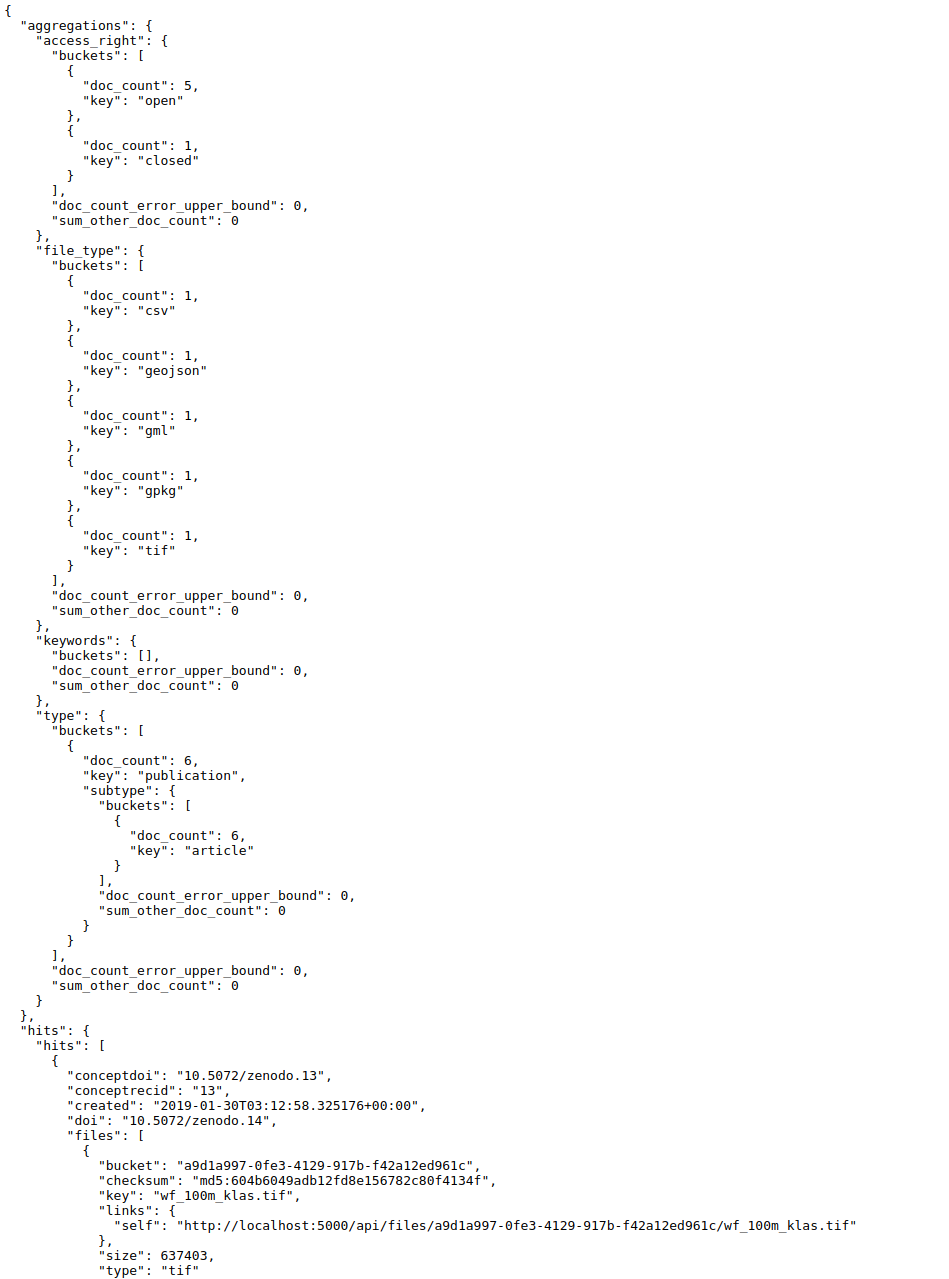 {
  "aggregations": {
    "access_right": {
      "buckets": [
        {
          "doc_count": 5,
          "key": "open"
        },
        {
          "doc_count": 1,
          "key": "closed"
        }
      ],
      "doc_count_error_upper_bound": 0,
      "sum_other_doc_count": 0
    },
    "file_type": {
      "buckets": [
        {
          "doc_count": 1,
          "key": "csv"
        },
        {
          "doc_count": 1,
          "key": "geojson"
        },
        {
          "doc_count": 1,
          "key": "gml"
        },
        {
          "doc_count": 1,
          "key": "gpkg"
        },
        {
          "doc_count": 1,
          "key": "tif"
        }
      ],
      "doc_count_error_upper_bound": 0,
      "sum_other_doc_count": 0
    },
    "keywords": {
      "buckets": [],
      "doc_count_error_upper_bound": 0,
      "sum_other_doc_count": 0
    },
    "type": {
      "buckets": [
        {
          "doc_count": 6,
          "key": "publication",
          "subtype": {
            "buckets": [
              {
                "doc_count": 6,
                "key": "article"
              }
            ],
            "doc_count_error_upper_bound": 0,
            "sum_other_doc_count": 0
          }
        }
      ],
      "doc_count_error_upper_bound": 0,
      "sum_other_doc_count": 0
    }
  },
  "hits": {
    "hits": [
      {
        "conceptdoi": "10.5072/zenodo.13",
        "conceptrecid": "13",
        "created": "2019-01-30T03:12:58.325176+00:00",
        "doi": "10.5072/zenodo.14",
        "files": [
          {
            "bucket": "a9d1a997-0fe3-4129-917b-f42a12ed961c",
            "checksum": "md5:604b6049adb12fd8e156782c80f4134f",
            "key": "wf_100m_klas.tif",
            "links": {
              "self": "http://localhost:5000/api/files/a9d1a997-0fe3-4129-917b-f42a12ed961c/wf_100m_klas.tif"
            },
            "size": 637403,
            "type": "tif"